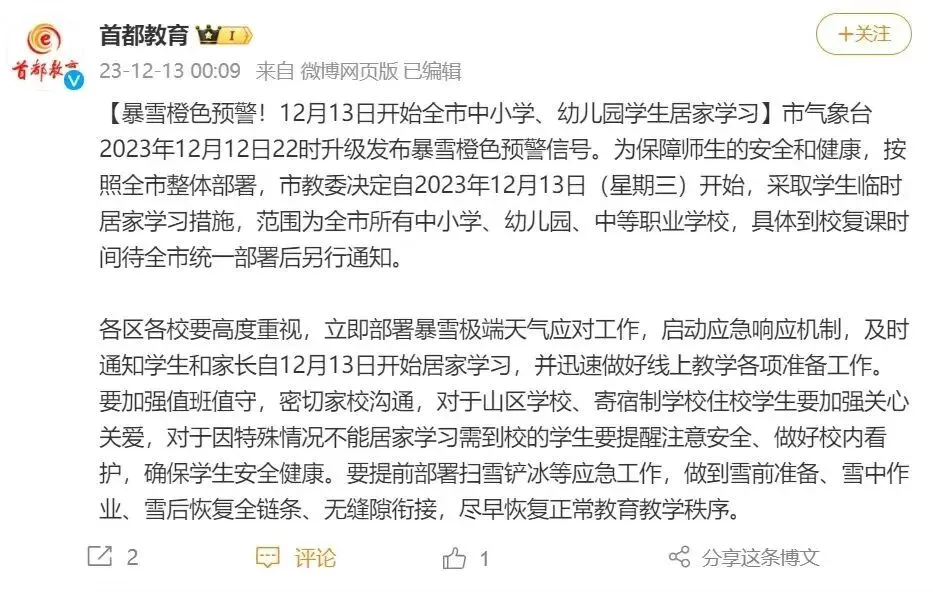 首都教育 I
+关注
首都教育
23-12-13 00:09 来自 微博网页版 已编辑
【暴雪橙色预警！12月13日开始全市中小学、幼儿园学生居家学习】市气象台
2023年12月12日22时升级发布暴雪橙色预警信号。为保障师生的安全和健康，按
照全市整体部署，市教委决定自2023年12月13日（星期三）开始，采取学生临时
居家学习措施，范围为全市所有中小学、幼儿园、中等职业学校，具体到校复课时
间待全市统一部署后另行通知。
各区各校要高度重视，立即部署暴雪极端天气应对工作，启动应急响应机制，及时
通知学生和家长自12月13日开始居家学习，并迅速做好线上教学各项准备工作。
要加强值班值守，密切家校沟通，对于山区学校、寄宿制学校住校学生要加强关心
关爱，对于因特殊情况不能居家学习需到校的学生要提醒注意安全、做好校内看
护，确保学生安全健康。要提前部署扫雪铲冰等应急工作，做到雪前准备、雪中作
业、雪后恢复全链条、无缝隙衔接，尽早恢复正常教育教学秩序。
2 评论 1 分享这条博文